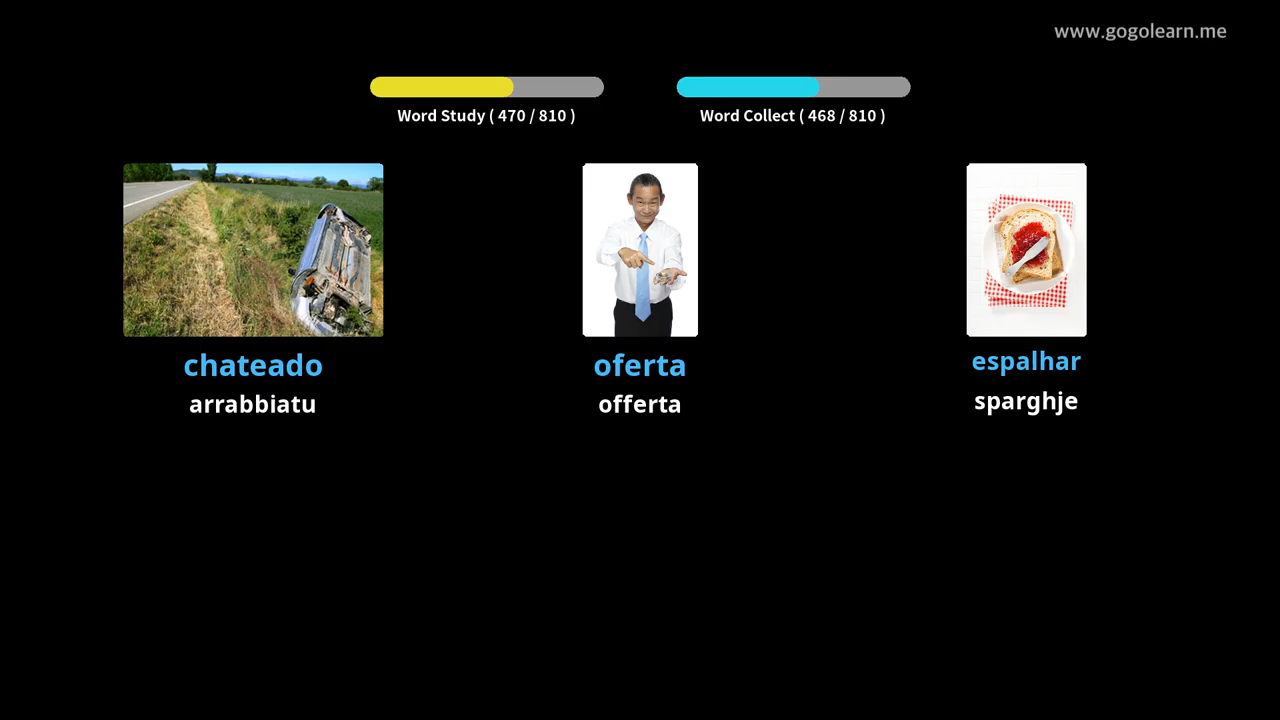 www.gogolearn.me
Word Study ( 470 / 810 )
Word Collect ( 468 / 810 )
chateado
arrabbiatu
oferta
offerta
espalhar
sparghje